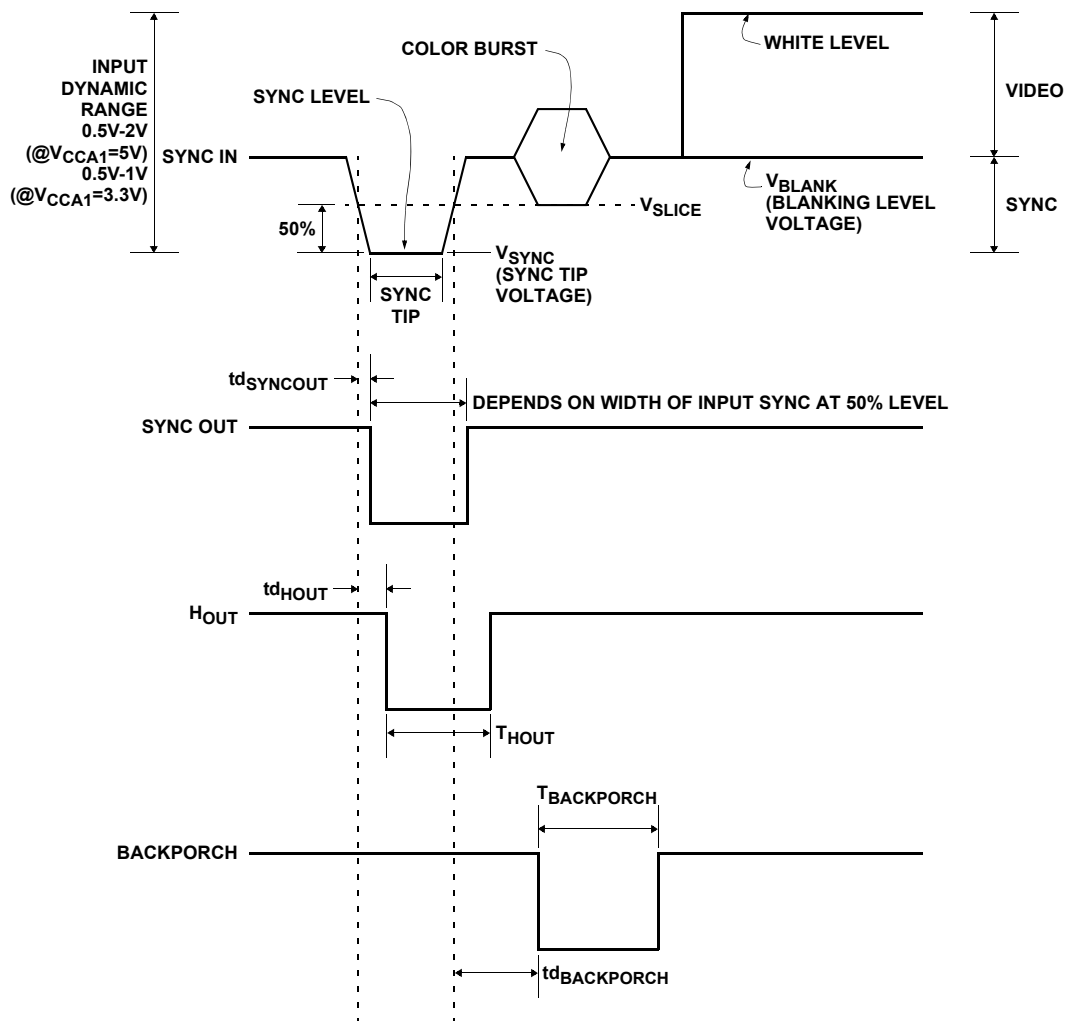 INPUT
DYNAMIC
RANGE
0.5V-2V
(@VCCA1=5V)
0.5V-1V
(@VCCA1=3.3V)
SYNC IN
SYNC LEVEL
COLOR BURST
WHITE LEVEL
VIDEO
SYNC
VBLANK
(BLANKING LEVEL
VOLTAGE)
VSLICE
50%
VSYNC
(SYNC TIP
VOLTAGE)
SYNC
TIP
tdSYNCOUT
DEPENDS ON WIDTH OF INPUT SYNC AT 50% LEVEL
SYNC OUT
tdHOUT
HOUT
THOUT
TBACKPORCH
BACKPORCH
tdBACKPORCH